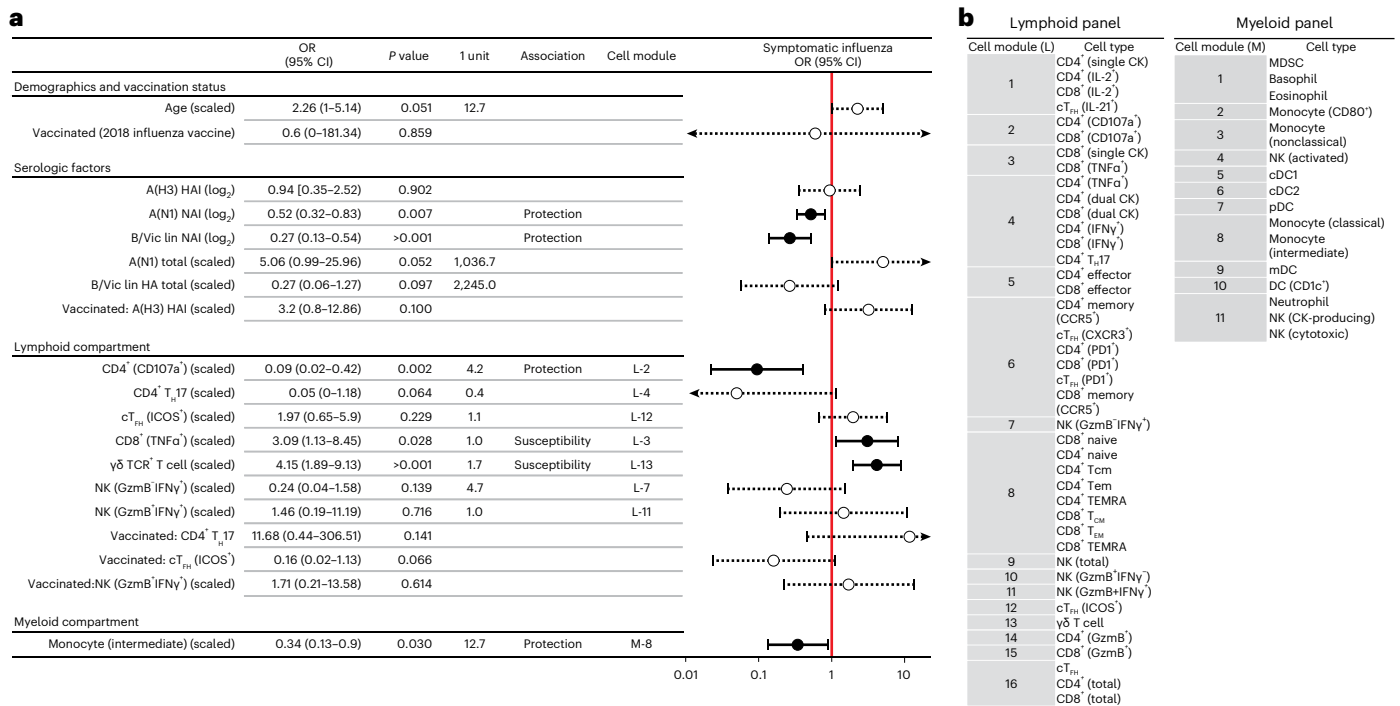 a
OR
(95% CI)
P value
1 unit
Association
Cell module
Symptomatic influenza
OR (95% CI)
Demographics and vaccination status
Age (scaled) 2.26 (1–5.14) 0.051 12.7
Vaccinated (2018 influenza vaccine) 0.6 (0–181.34) 0.859
Serologic factors
A(H3) HAI (log2) 0.94 [0.35–2.52) 0.902
A(N1) NAI (log2) 0.52 (0.32–0.83) 0.007 Protection
B/Vic lin NAI (log2) 0.27 (0.13–0.54) >0.001 Protection
A(N1) total (scaled) 5.06 (0.99–25.96) 0.052 1,036.7
B/Vic lin HA total (scaled) 0.27 (0.06–1.27) 0.097 2,245.0
Vaccinated: A(H3) HAI (scaled) 3.2 (0.8–12.86) 0.100
Lymphoid compartment
CD4+ (CD107a+) (scaled) 0.09 (0.02–0.42) 0.002 4.2 Protection L-2
CD4+ TH17 (scaled) 0.05 (0–1.18) 0.064 0.4 L-4
cTFH (ICOS+) (scaled) 1.97 (0.65–5.9) 0.229 1.1 L-12
CD8+ (TNFα+) (scaled) 3.09 (1.13–8.45) 0.028 1.0 Susceptibility L-3
γδ TCR+ T cell (scaled) 4.15 (1.89–9.13) >0.001 1.7 Susceptibility L-13
NK (GzmB−IFNγ+) (scaled) 0.24 (0.04–1.58) 0.139 4.7 L-7
NK (GzmB+IFNγ+) (scaled) 1.46 (0.19–11.19) 0.716 1.0 L-11
Vaccinated: CD4+ TH17 11.68 (0.44–306.51) 0.141
Vaccinated: cTFH (ICOS+) 0.16 (0.02–1.13) 0.066
Vaccinated:NK (GzmB+IFNγ+) (scaled) 1.71 (0.21–13.58) 0.614
Myeloid compartment
Monocyte (intermediate) (scaled) 0.34 (0.13–0.9) 0.030 12.7 Protection M-8
0.01 0.1 1 10
b
Lymphoid panel
Cell module (L) Cell type
1
CD4+ (single CK)
CD4+ (IL-2+)
CD8+ (IL-2+)
cTFH (IL-21+)
2
CD4+ (CD107a+)
CD8+ (CD107a+)
3
CD8+ (single CK)
CD8+ (TNFα+)
4
CD4+ (TNFα+)
CD4+ (dual CK)
CD8+ (dual CK)
CD4+ (IFNγ+)
CD8+ (IFNγ+)
CD4+ TH17
5
CD4+ effector
CD8+ effector
6
CD4+ memory
(CCR5+)
cTFH (CXCR3+)
CD4+ (PD1+)
CD8+ (PD1+)
cTFH (PD1+)
CD8+ memory
(CCR5+)
7 NK (GzmB−IFNγ+)
8
CD8+ naive
CD4+ naive
CD4+ Tcm
CD4+ Tem
CD4+ TEMRA
CD8+ TCM
CD8+ TEM
CD8+ TEMRA
9 NK (total)
10 NK (GzmB+IFNγ−)
11 NK (GzmB+IFNγ+)
12 cTFH (ICOS+)
13 γδ T cell
14 CD4+ (GzmB+)
15 CD8+ (GzmB+)
16
cTFH
CD4+ (total)
CD8+ (total)
Myeloid panel
Cell module (M) Cell type
1
MDSC
Basophil
Eosinophil
2 Monocyte (CD80+)
3
Monocyte
(nonclassical)
4 NK (activated)
5 cDC1
6 cDC2
7 pDC
8
Monocyte (classical)
Monocyte
(intermediate)
9 mDC
10 DC (CD1c+)
11
Neutrophil
NK (CK-producing)
NK (cytotoxic)